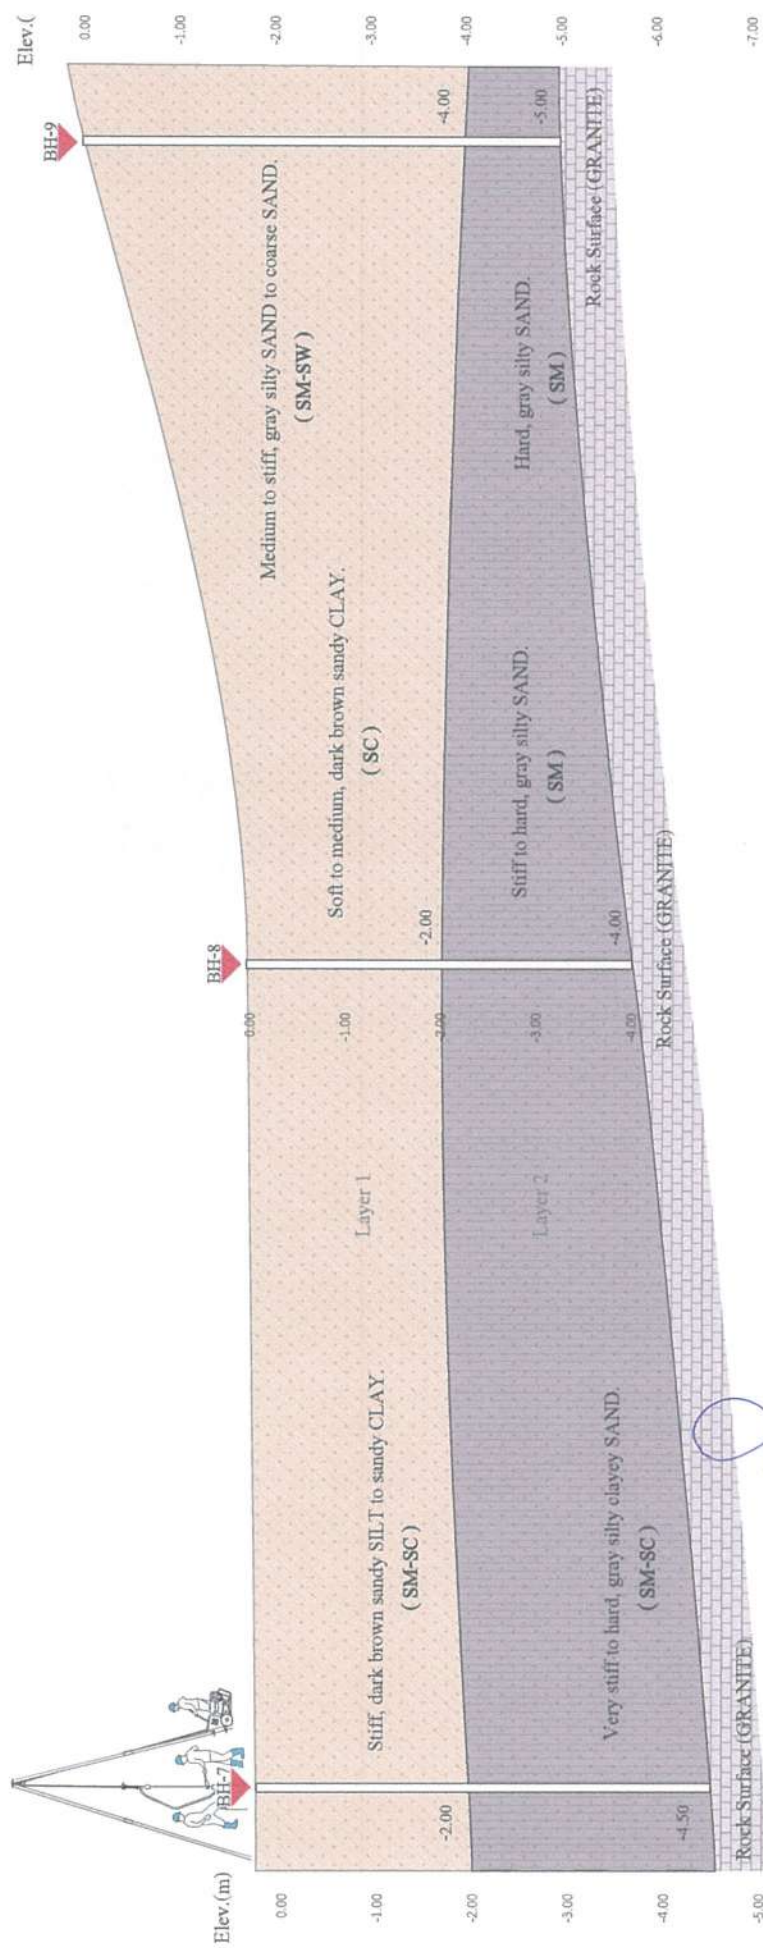 Elev.(m)
0.00
-1.00
-2.00
-3.00
-4.00
-5.00
BH-7
-2.00
-4.50
Stiff, dark brown sandy SILT to sandy CLAY.
( SM-SC )
Very stiff to hard, gray silty clayey SAND.
( SM-SC )
Rock Surface (GRANITE)
Layer 1
Layer 2
BH-8
0.00
-1.00
-2.00
-3.00
-4.00
-2.00
-4.00
Rock Surface (GRANITE)
Soft to medium, dark brown sandy CLAY.
( SC )
Stiff to hard, gray silty SAND.
( SM )
Medium to stiff, gray silty SAND to coarse SAND.
( SM-SW )
Hard, gray silty SAND.
( SM )
Rock Surface (GRANITE)
BH-9
-4.00
-5.00
Elev.(
0.00
-1.00
-2.00
-3.00
-4.00
-5.00
-6.00
-7.00